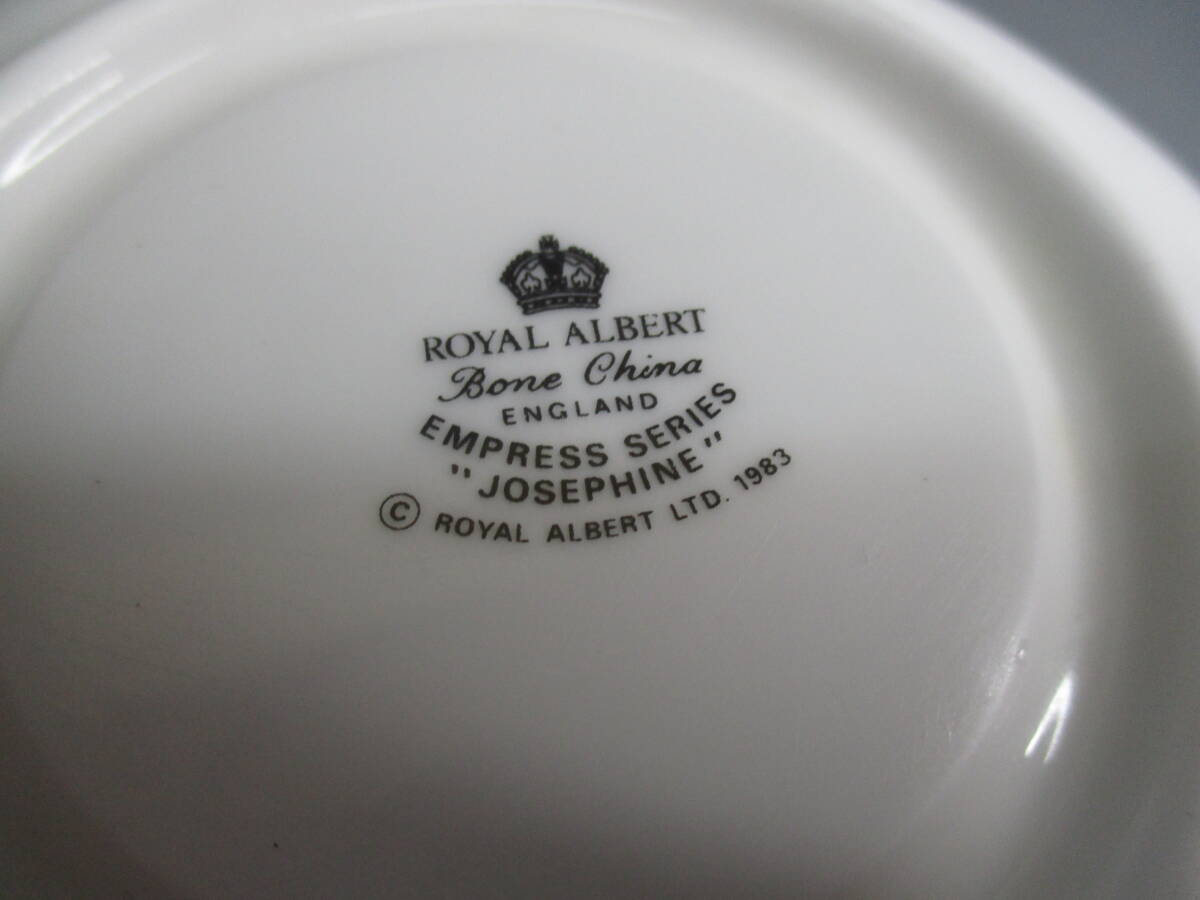 ROYAL ALBERT
Bone China
ENGLAND
EMPRESS SERIES
"JOSEPHINE"
© ROYAL ALBERT LTD. 1983